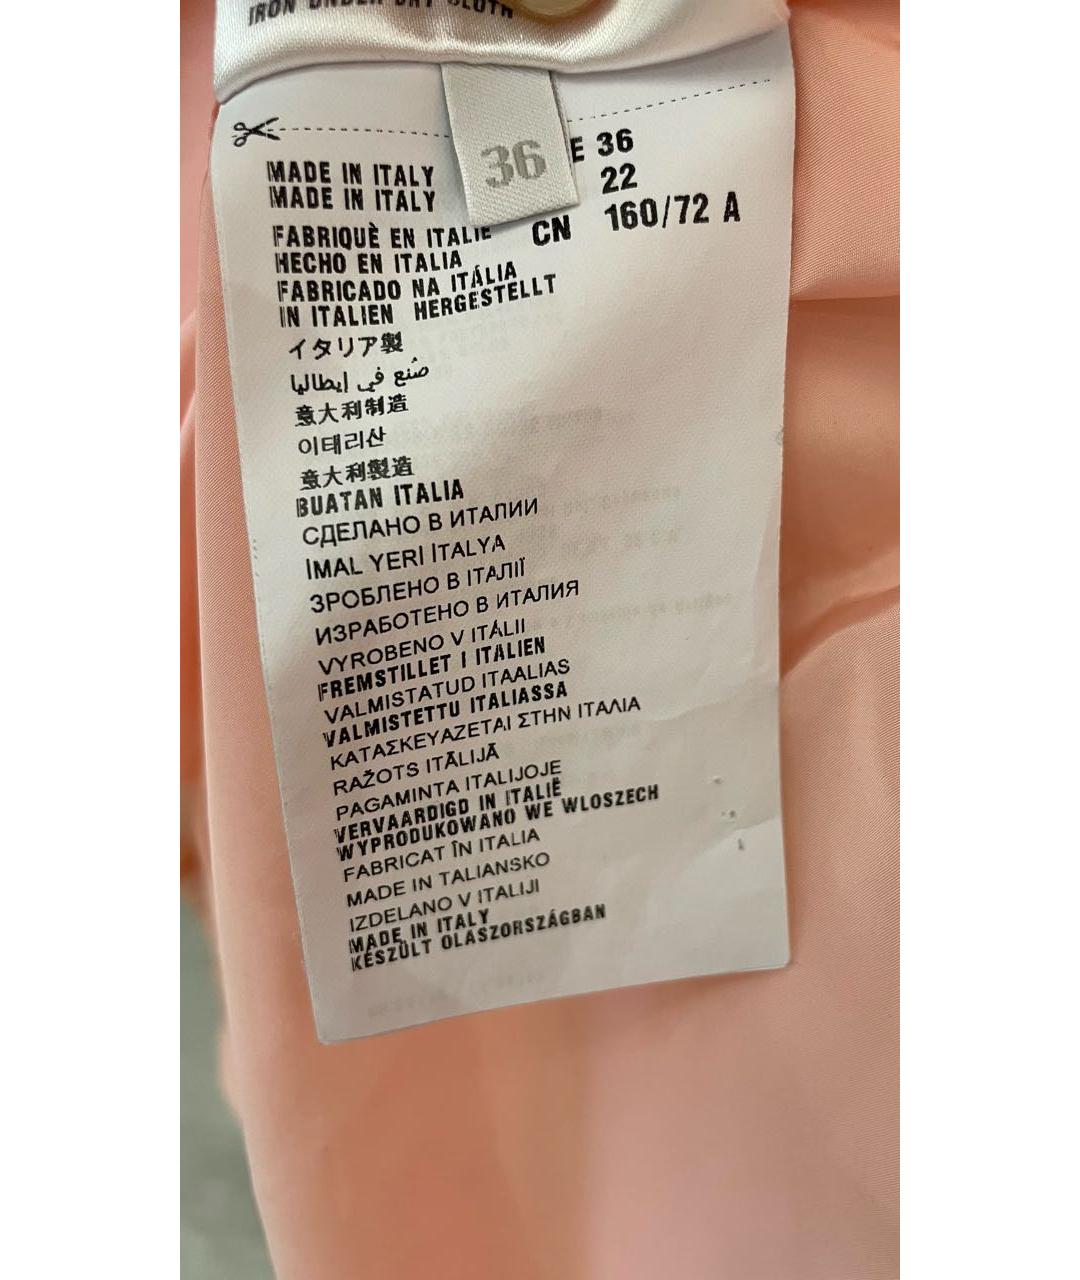 IRON UNDER DRY CLOTH
36
E 36
22
CN 160/72 A
MADE IN ITALY
MADE IN ITALY
FABRIQUÈ EN ITALIE
HECHO EN ITALIA
FABRICADO NA ITÁLIA
IN ITALIEN HERGESTELLT
イタリア製
صُنع في إيطاليا
意大利制造
이태리산
意大利製造
BUATAN ITALIA
СДЕЛАНО В ИТАЛИИ
İMAL YERİ İTALYA
ЗРОБЛЕНО В ІТАЛІЇ
ИЗРАБОТЕНО В ИТАЛИЯ
VYROBENO V ITÁLII
FREMSTILLET I ITALIEN
VALMISTATUD ITAALIAS
VALMISTETTU ITALIASSA
ΚΑΤΑΣΚΕΥΑΖΕΤΑΙ ΣΤΗΝ ΙΤΑΛΙΑ
RAŽOTS ITĀLIJĀ
PAGAMINTA ITALIJOJE
VERVAARDIGD IN ITALIË
WYPRODUKOWANO WE WLOSZECH
FABRICAT ÎN ITALIA
MADE IN TALIANSKO
IZDELANO V ITALIJI
MADE IN ITALY
KÉSZÜLT OLASZORSZÁGBAN